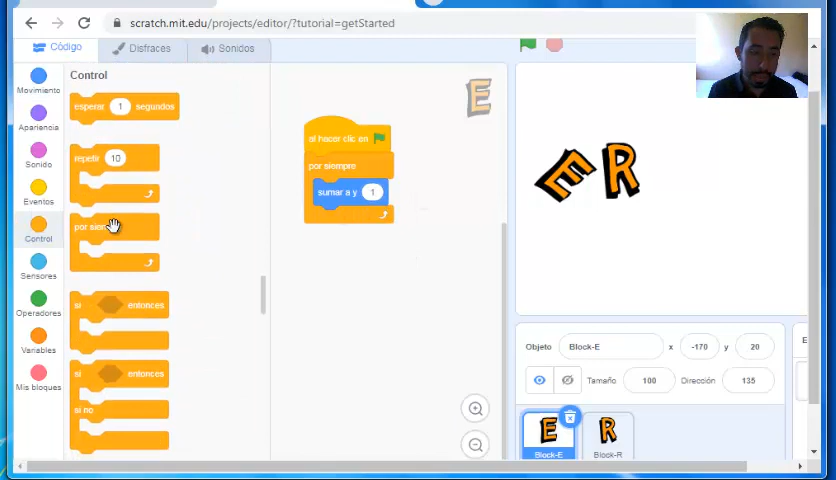 scratch.mit.edu/projects/editor/?tutorial=getStarted
Código
Disfraces
Sonidos
Movimiento
Apariencia
Sonido
Eventos
Control
Sensores
Operadores
Variables
Mis bloques
Control
esperar 1 segundos
repetir 10
por
si entonces
si entonces
si no
al hacer clic en
por siempre
sumar a y 1
E
E R
Objeto Block-E x -170 y 20
Tamaño 100 Dirección 135
E
Block-E
R
Block-R
E